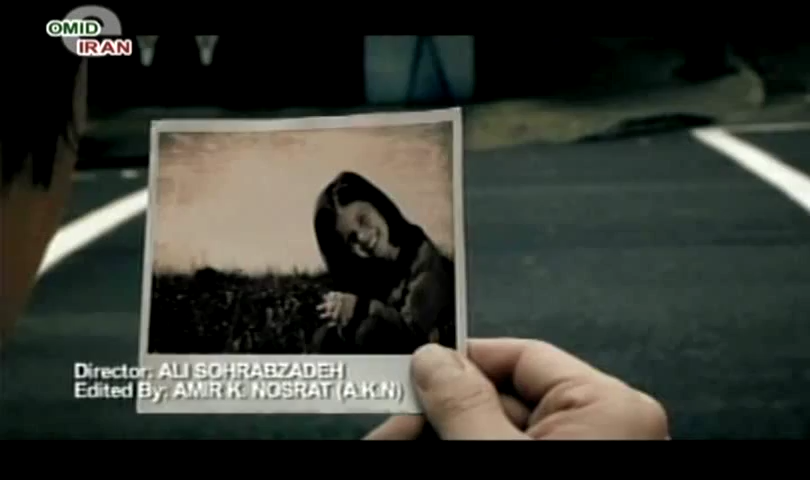 OMID
IRAN
Director: ALI SOHRABZADEH
Edited By: AMIR K. NOSRAT (A.K.N)